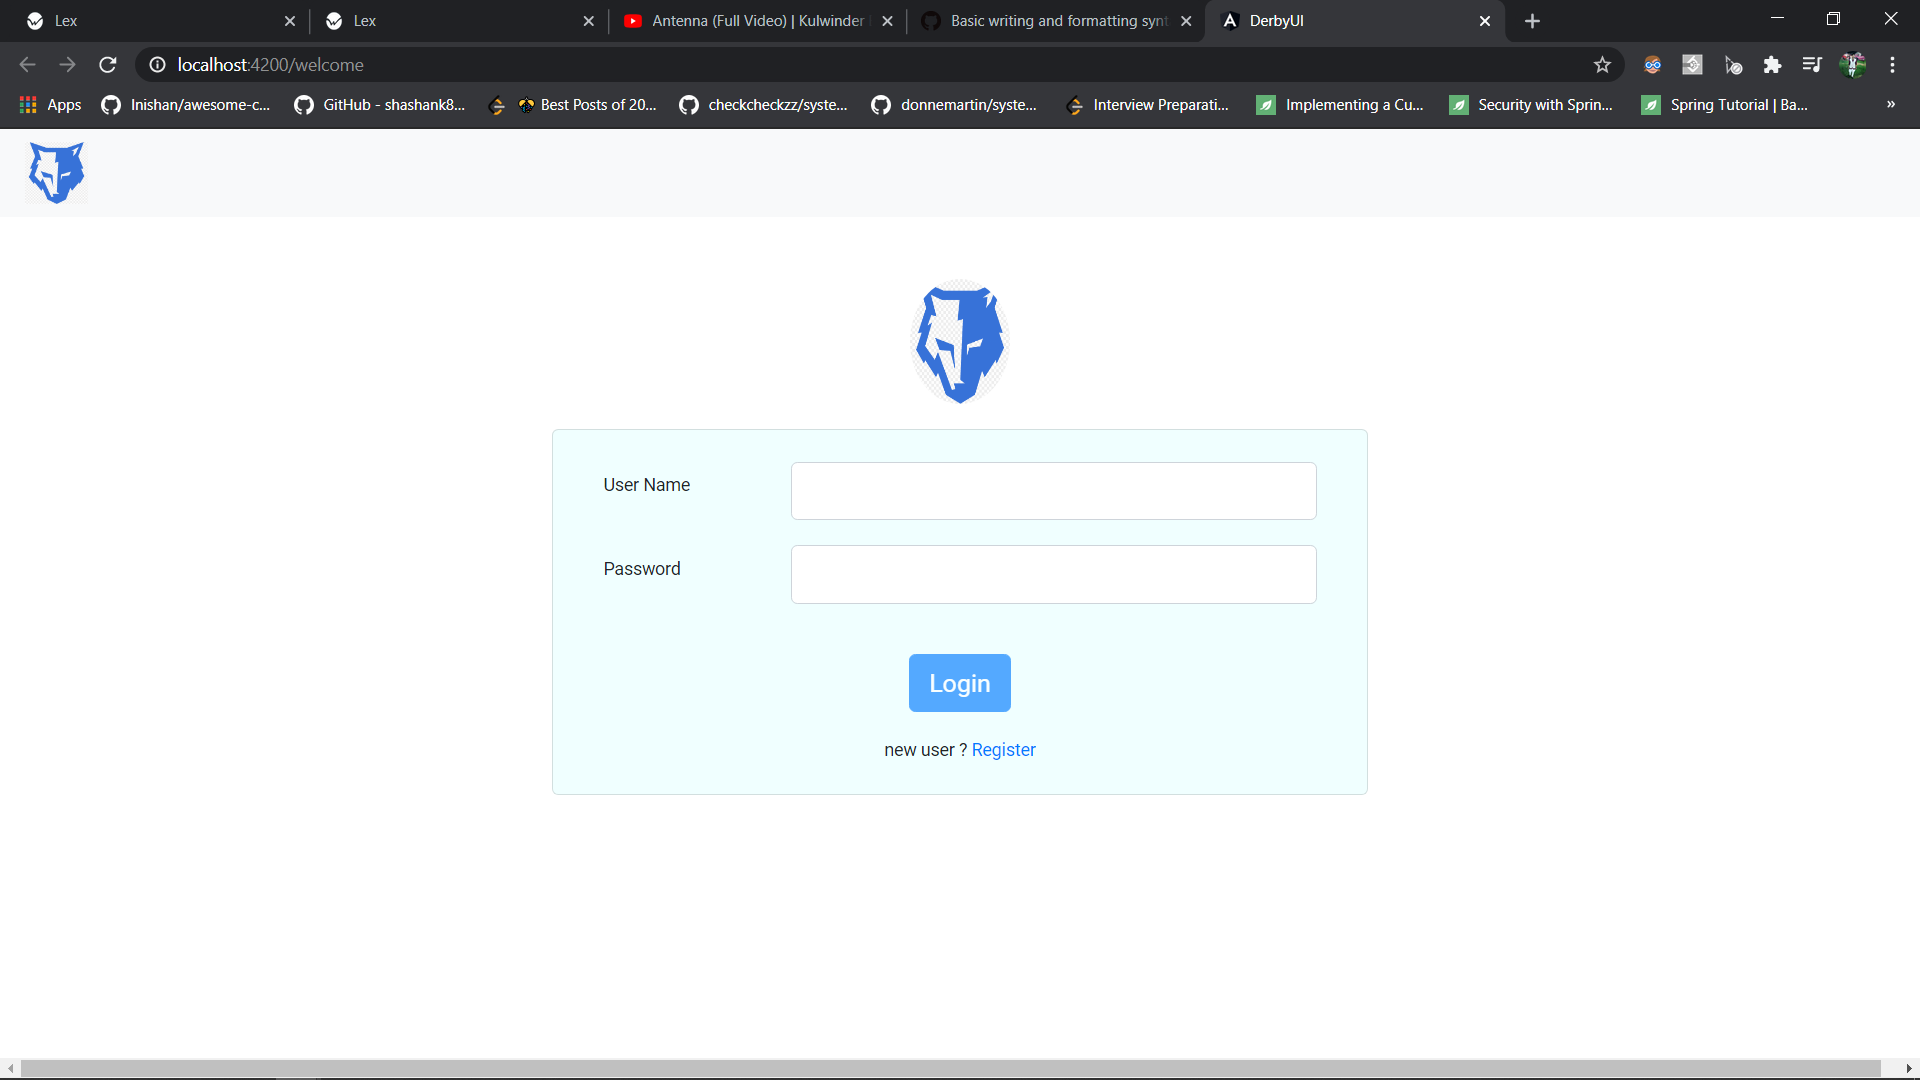 Lex
Lex
Antenna (Full Video) | Kulwinder
Basic writing and formatting synt
DerbyUI
localhost:4200/welcome
Apps
Inishan/awesome-c...
GitHub - shashank8...
Best Posts of 20...
checkcheckzz/syste...
donnemartin/syste...
Interview Preparati...
Implementing a Cu...
Security with Sprin...
Spring Tutorial | Ba...
»
User Name
Password
Login
new user ? Register